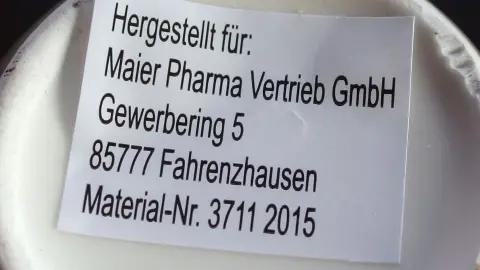 Hergestellt für:
Maier Pharma Vertrieb GmbH
Gewerbering 5
85777 Fahrenzhausen
Material-Nr. 3711 2015